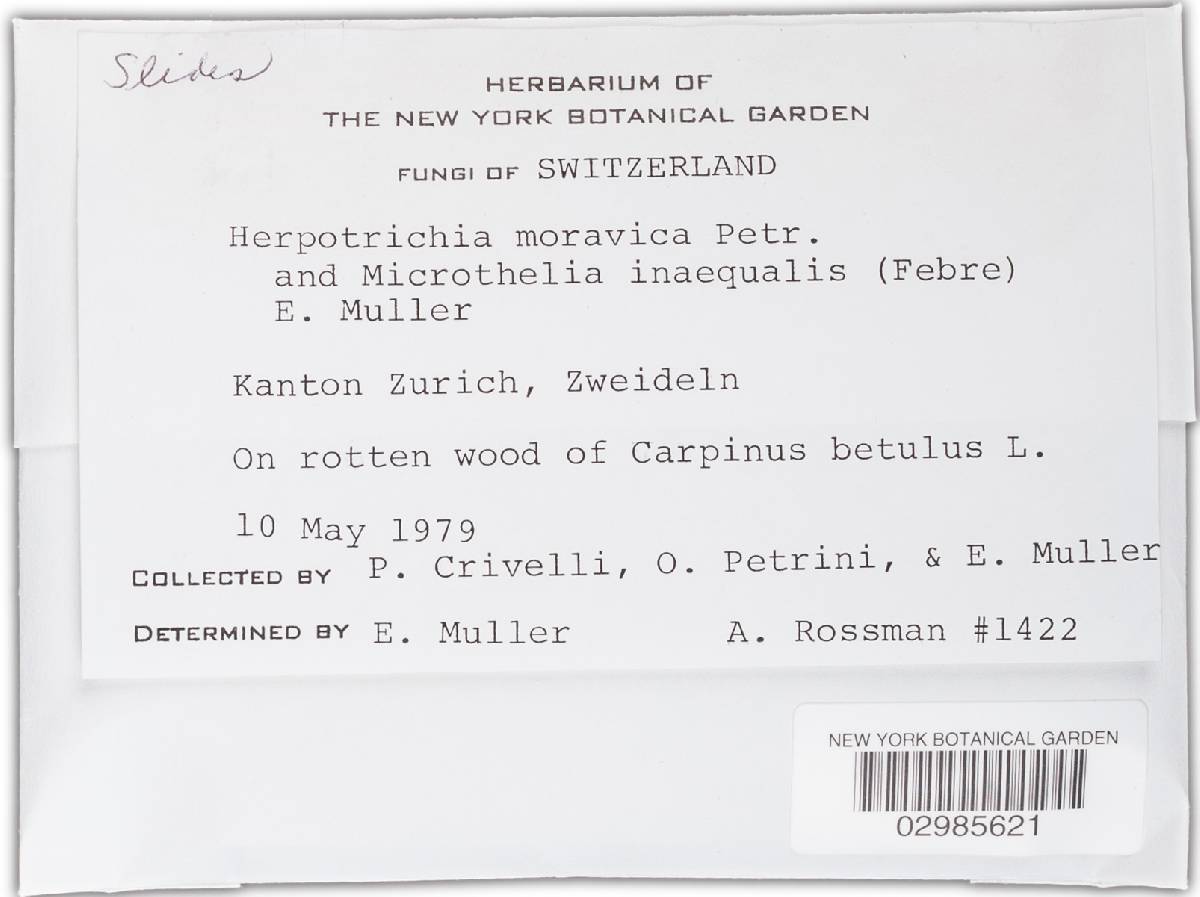 Slides
HERBARIUM OF
THE NEW YORK BOTANICAL GARDEN
FUNGI OF SWITZERLAND
Herpotrichia moravica Petr.
and Microthelia inaequalis (Febre)
E. Muller
Kanton Zurich, Zweideln
On rotten wood of Carpinus betulus L.
10 May 1979
COLLECTED BY P. Crivelli, O. Petrini, & E. Muller
DETERMINED BY E. Muller A. Rossman #1422
NEW YORK BOTANICAL GARDEN
02985621